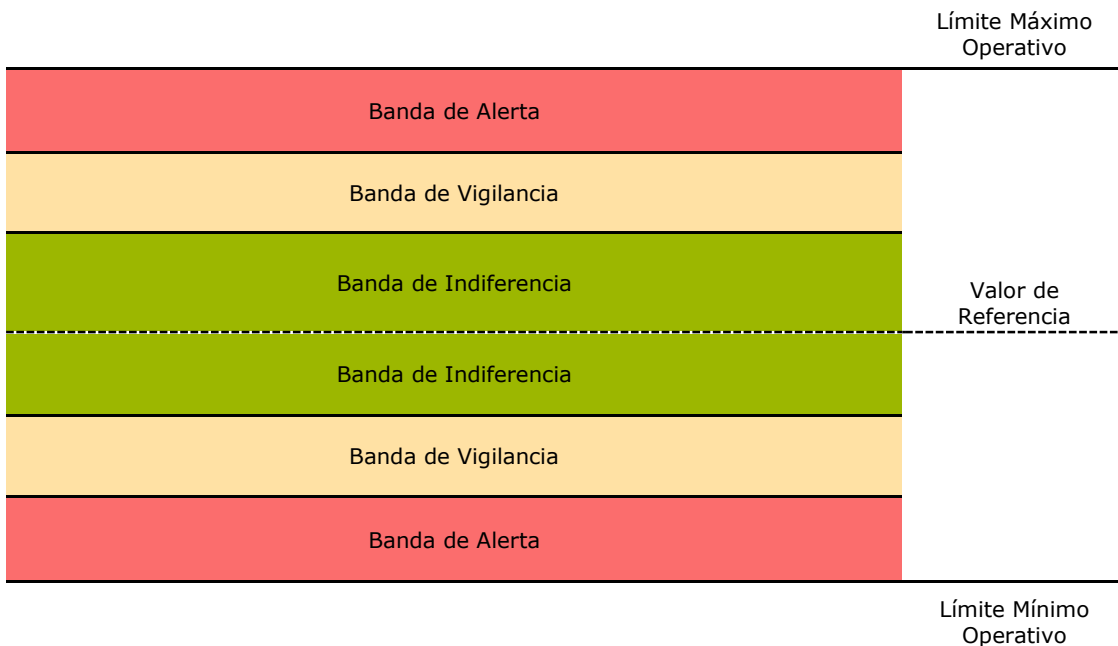 Límite Máximo
Operativo
Banda de Alerta
Banda de Vigilancia
Banda de Indiferencia
Valor de
Referencia
Banda de Indiferencia
Banda de Vigilancia
Banda de Alerta
Límite Mínimo
Operativo